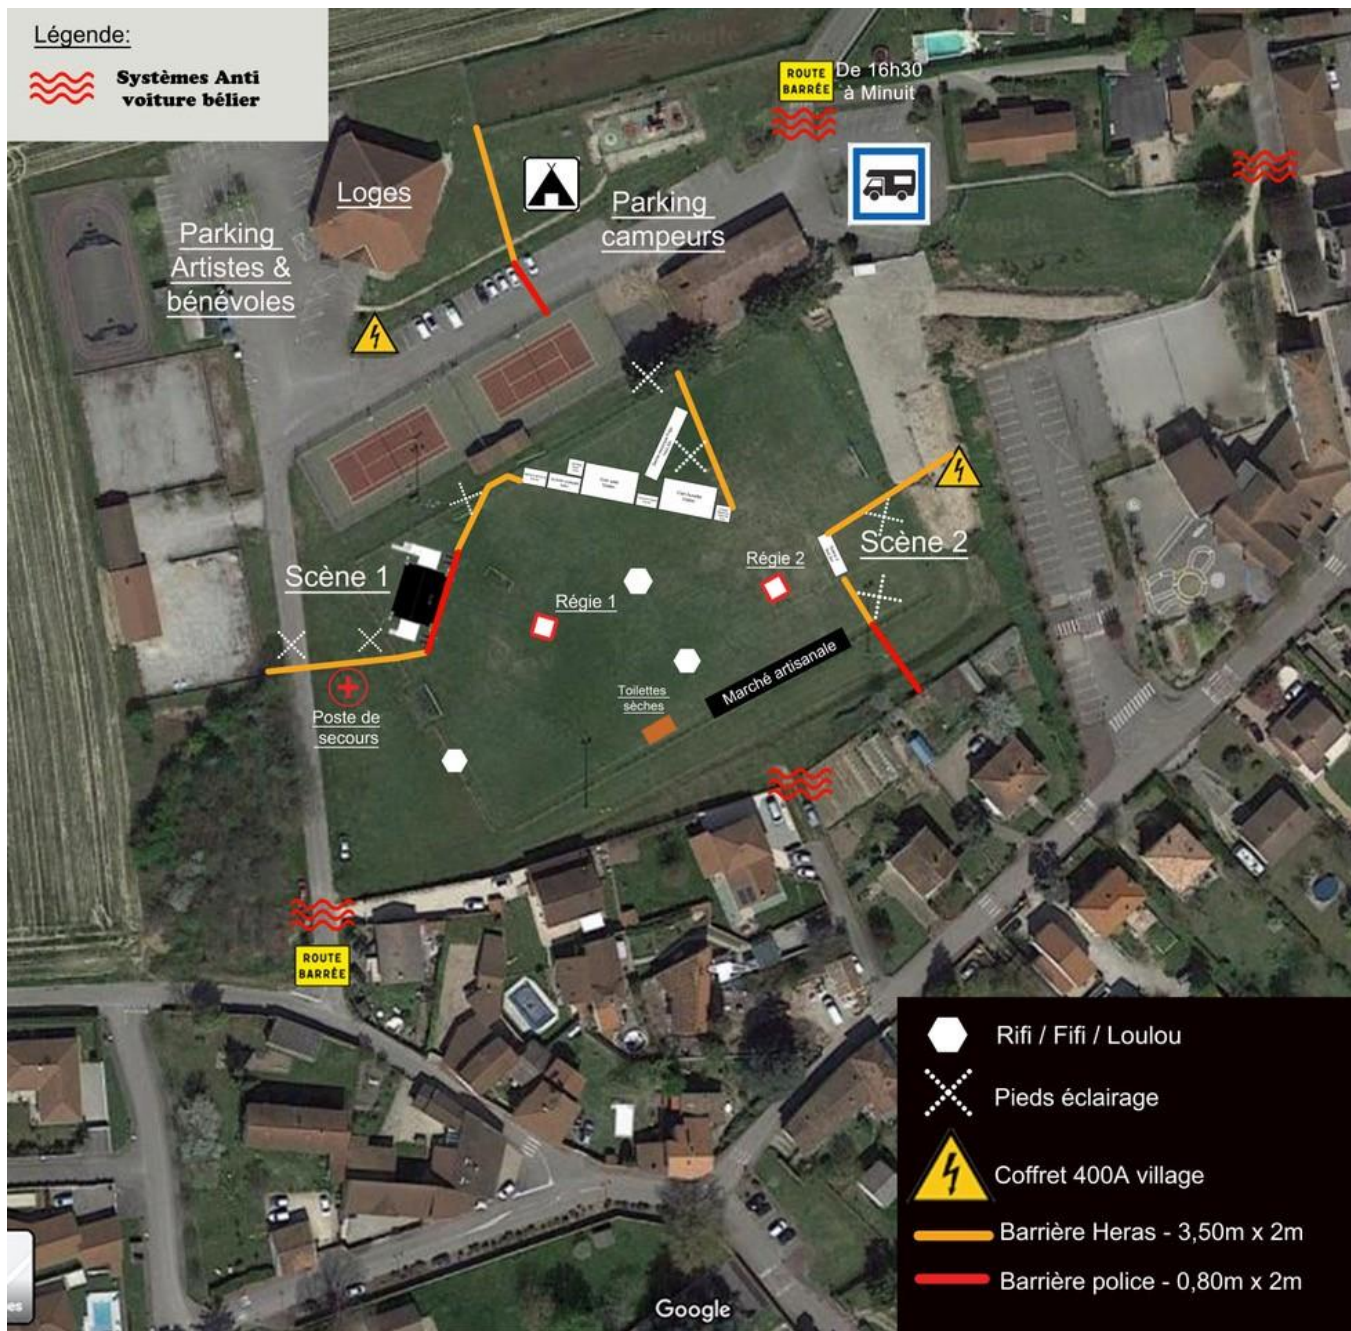 Légende:
Systèmes Anti
voiture bélier
ROUTE
BARRÉE
De 16h30
à Minuit
Loges
Parking
Artistes &
bénévoles
Parking
campeurs
Scène 1
Scène 2
Régie 2
Régie 1
Marché artisanale
Toilettes
sèches
Poste de
secours
ROUTE
BARRÉE
Rifi / Fifi / Loulou
Pieds éclairage
Coffret 400A village
Barrière Heras - 3,50m x 2m
Barrière police - 0,80m x 2m
Google
es